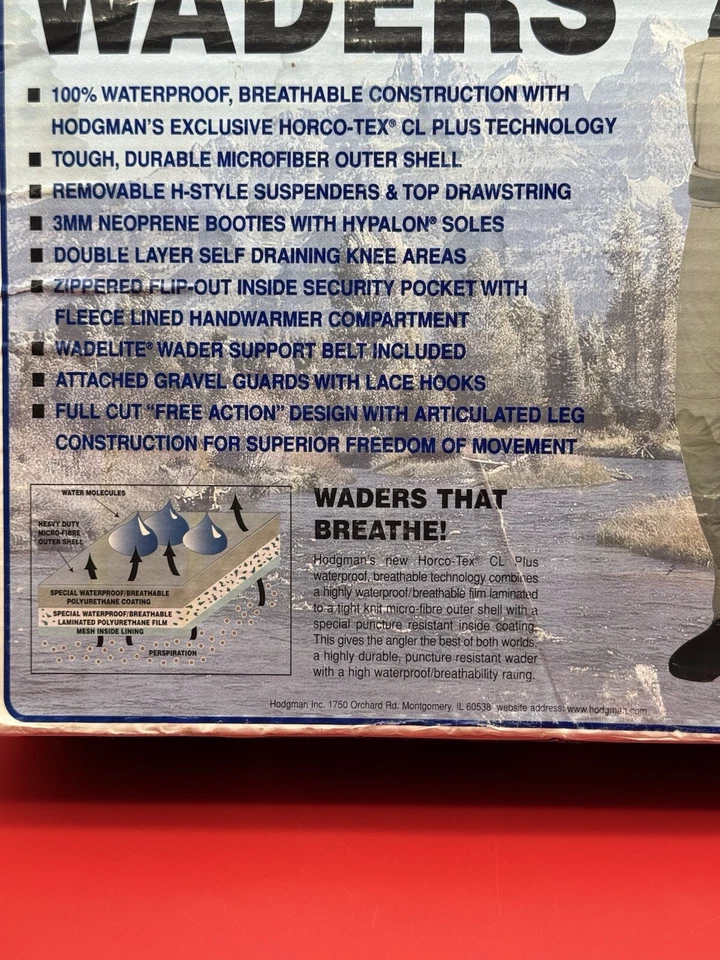 WADERS
■ 100% WATERPROOF, BREATHABLE CONSTRUCTION WITH
HODGMAN'S EXCLUSIVE HORCO-TEX® CL PLUS TECHNOLOGY
■ TOUGH, DURABLE MICROFIBER OUTER SHELL
■ REMOVABLE H-STYLE SUSPENDERS & TOP DRAWSTRING
■ 3MM NEOPRENE BOOTIES WITH HYPALON® SOLES
■ DOUBLE LAYER SELF DRAINING KNEE AREAS
■ ZIPPERED FLIP-OUT INSIDE SECURITY POCKET WITH
FLEECE LINED HANDWARMER COMPARTMENT
■ WADELITE® WADER SUPPORT BELT INCLUDED
■ ATTACHED GRAVEL GUARDS WITH LACE HOOKS
■ FULL CUT "FREE ACTION" DESIGN WITH ARTICULATED LEG
CONSTRUCTION FOR SUPERIOR FREEDOM OF MOVEMENT
WATER MOLECULES
HEAVY DUTY
MICRO-FIBRE
OUTER SHELL
SPECIAL WATERPROOF/BREATHABLE
POLYURETHANE COATING
SPECIAL WATERPROOF/BREATHABLE
LAMINATED POLYURETHANE FILM
MESH INSIDE LINING
PERSPIRATION
WADERS THAT
BREATHE!
Hodgman's new Horco-Tex® CL Plus
waterproof, breathable technology combines
a highly waterproof/breathable film laminated
to a tight knit micro-fibre outer shell with a
special puncture resistant inside coating.
This gives the angler the best of both worlds,
a highly durable, puncture resistant wader
with a high waterproof/breathability rating.
Hodgman Inc. 1750 Orchard Rd. Montgomery, IL 60538 website address: www.hodgman.com